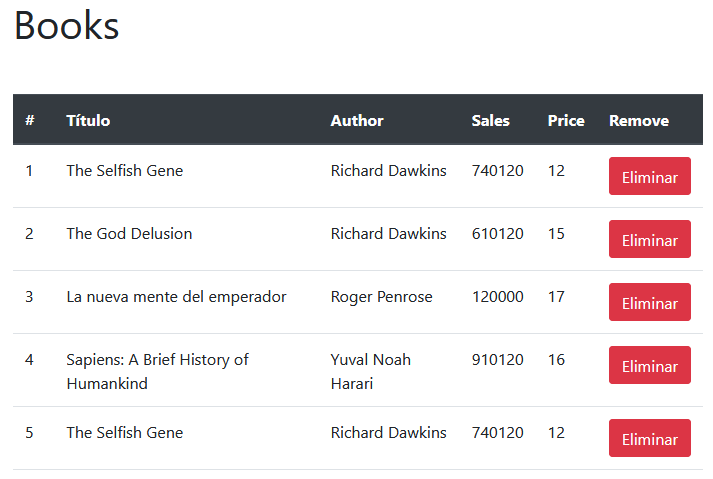 Books
# Título Author Sales Price Remove
1 The Selfish Gene Richard Dawkins 740120 12 Eliminar
2 The God Delusion Richard Dawkins 610120 15 Eliminar
3 La nueva mente del emperador Roger Penrose 120000 17 Eliminar
4 Sapiens: A Brief History of Yuval Noah 910120 16 Eliminar
Humankind Harari
5 The Selfish Gene Richard Dawkins 740120 12 Eliminar